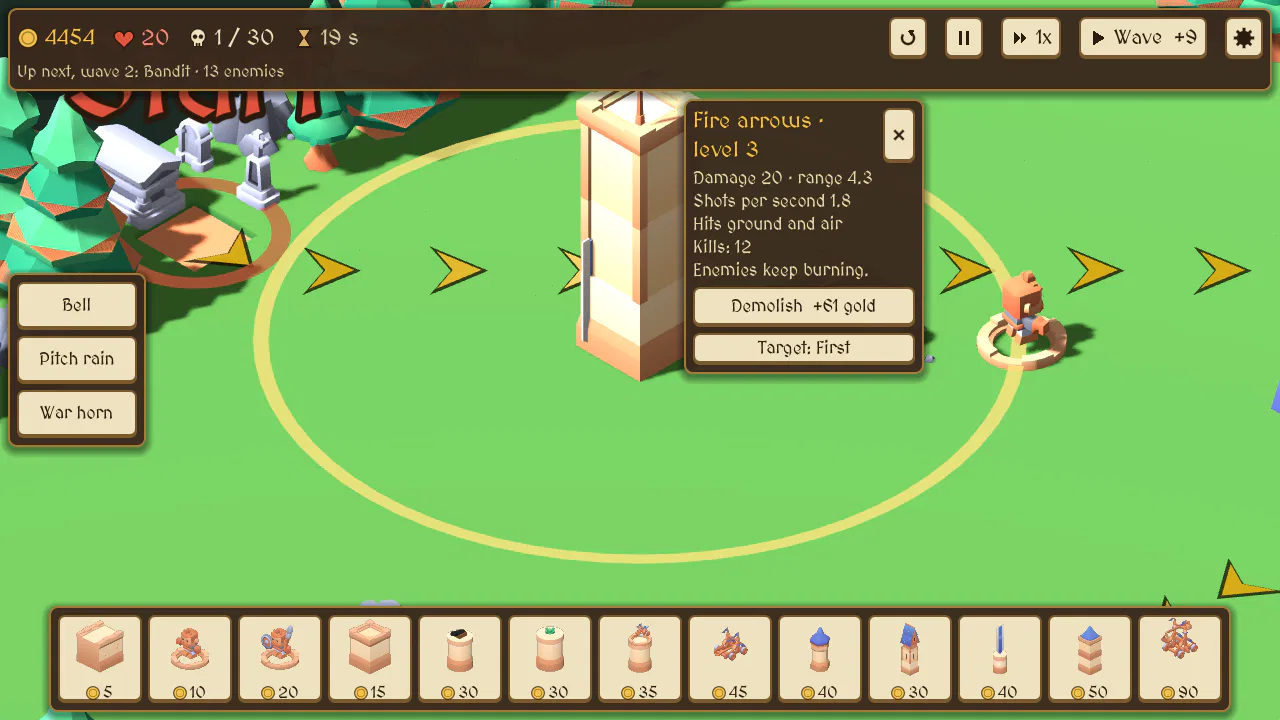 4454 20 1 / 30 19 s 1x Wave +9
Up next, wave 2: Bandit · 13 enemies
Start
Fire arrows ·
level 3
Damage 20 · range 4.3
Shots per second 1.8
Hits ground and air
Kills: 12
Enemies keep burning.
Demolish +61 gold
Target: First
Bell
Pitch rain
War horn
5 10 20 15 30 30 35 45 40 30 40 50 90